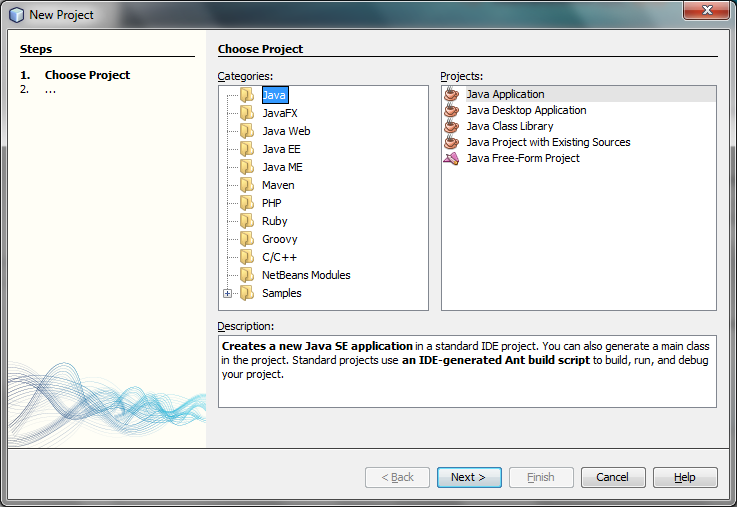 New Project
Steps
1. Choose Project
2. ...
Choose Project
Categories:
Java
JavaFX
Java Web
Java EE
Java ME
Maven
PHP
Ruby
Groovy
C/C++
NetBeans Modules
Samples
Projects:
Java Application
Java Desktop Application
Java Class Library
Java Project with Existing Sources
Java Free-Form Project
Description:
Creates a new Java SE application in a standard IDE project. You can also generate a main class
in the project. Standard projects use an IDE-generated Ant build script to build, run, and debug
your project.
< Back
Next >
Finish
Cancel
Help